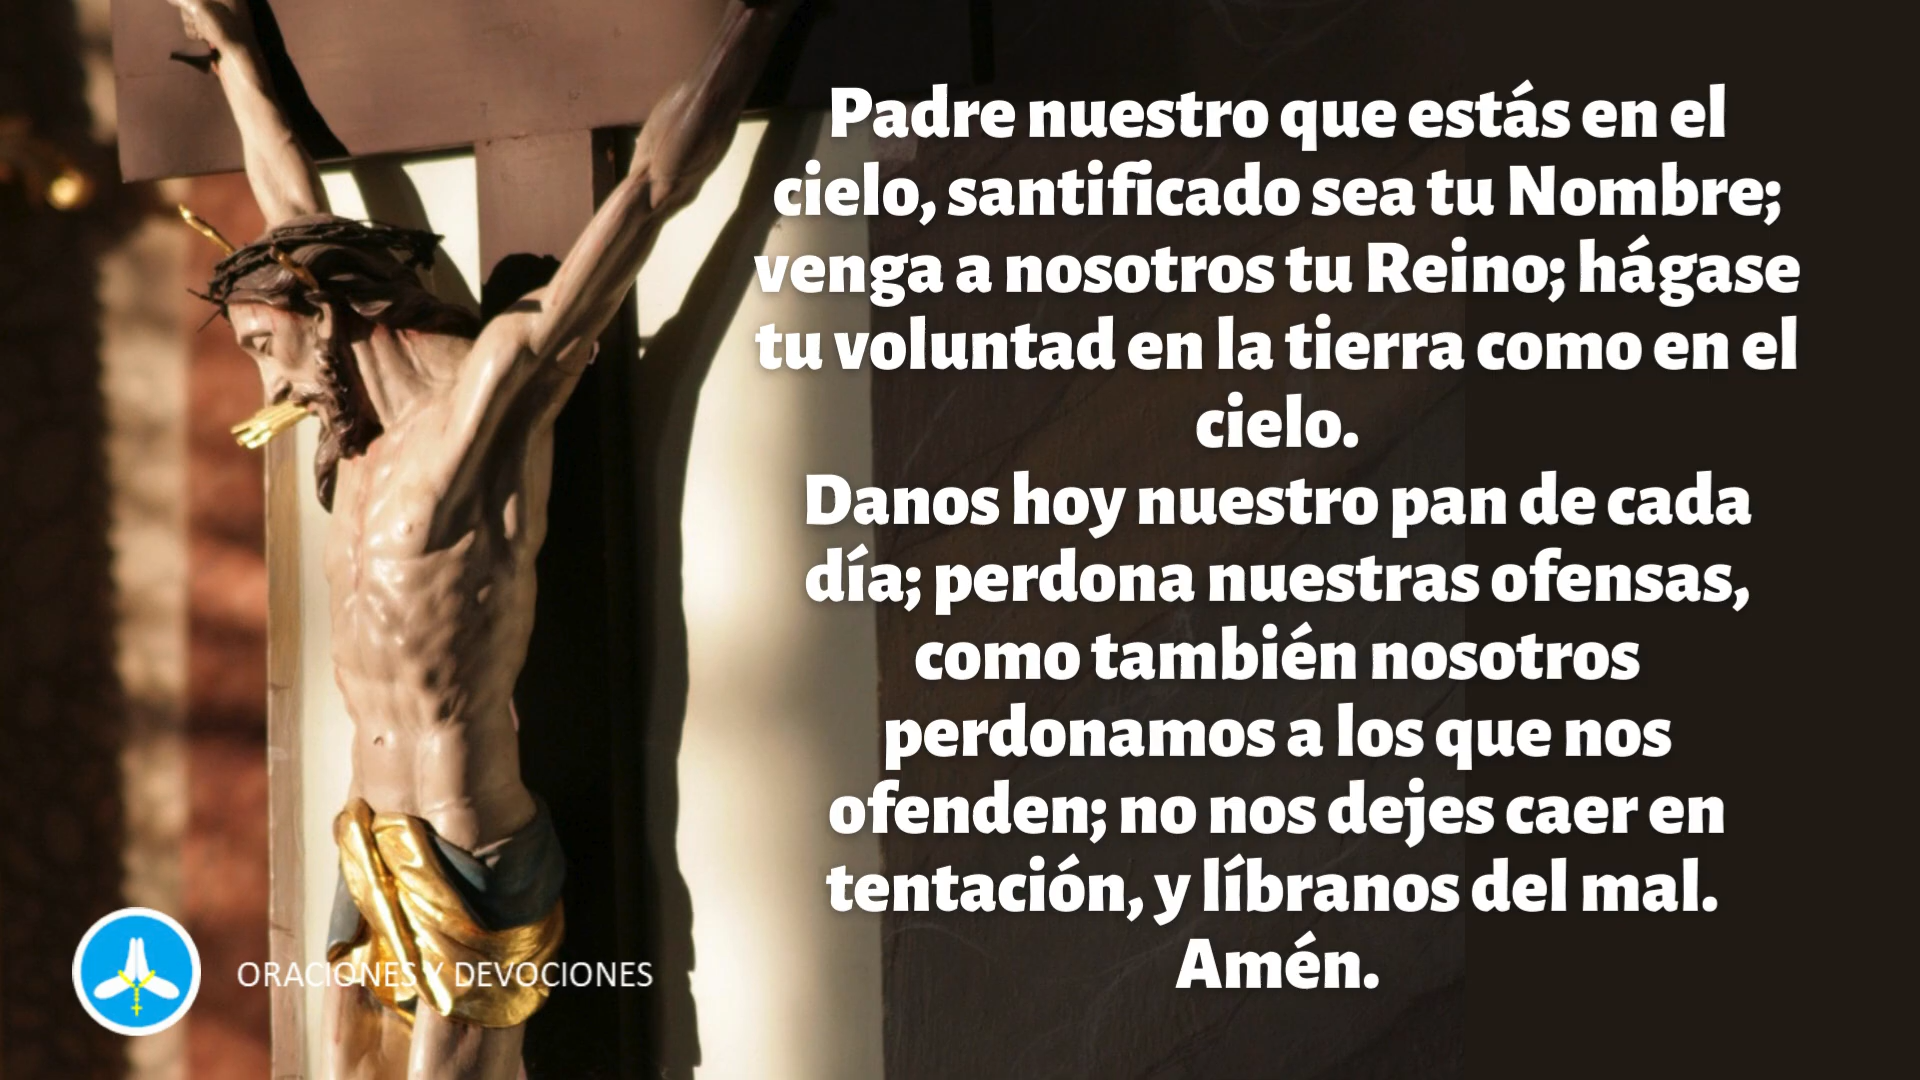 Padre nuestro que estás en el
cielo, santificado sea tu Nombre;
venga a nosotros tu Reino; hágase
tu voluntad en la tierra como en el
cielo.
Danos hoy nuestro pan de cada
día; perdona nuestras ofensas,
como también nosotros
perdonamos a los que nos
ofenden; no nos dejes caer en
tentación, y líbranos del mal.
Amén.
ORACIONES Y DEVOCIONES